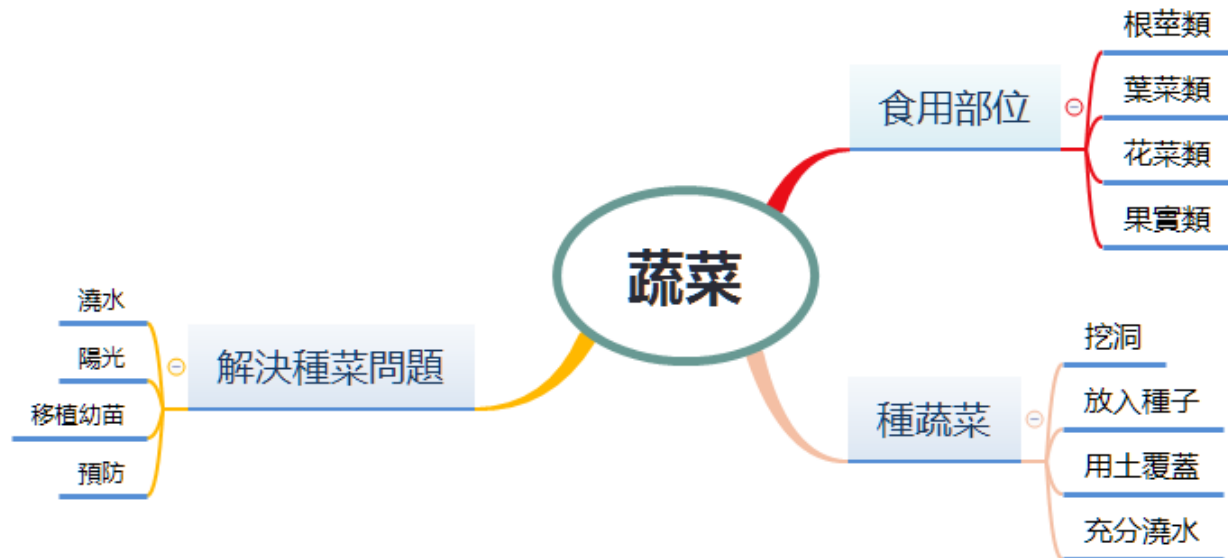 蔬菜
食用部位
根莖類
葉菜類
花菜類
果實類
種蔬菜
挖洞
放入種子
用土覆蓋
充分澆水
解決種菜問題
澆水
陽光
移植幼苗
預防